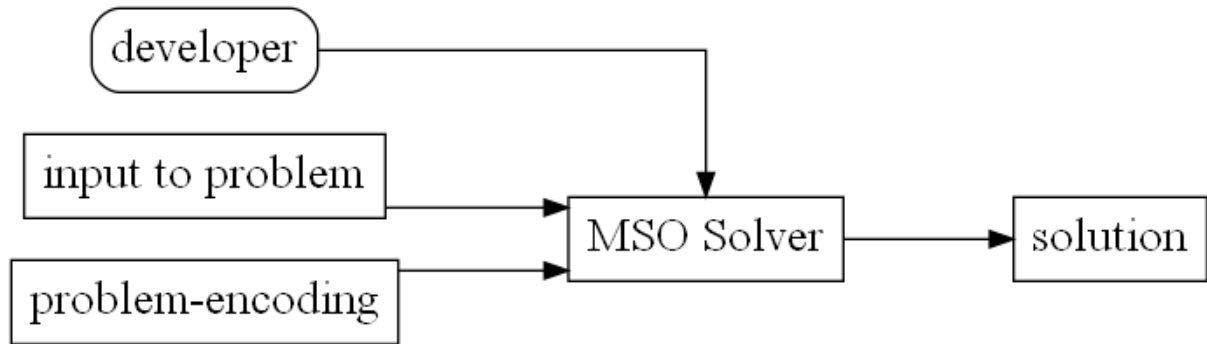 developer
input to problem
MSO Solver
solution
problem-encoding